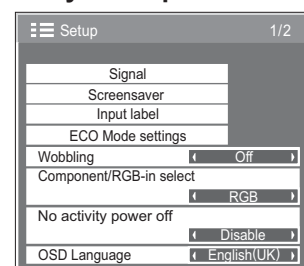 Setup 1/2
Signal
Screensaver
Input label
ECO Mode settings
Wobbling Off
Component/RGB-in select
RGB
No activity power off
Disable
OSD Language English(UK)